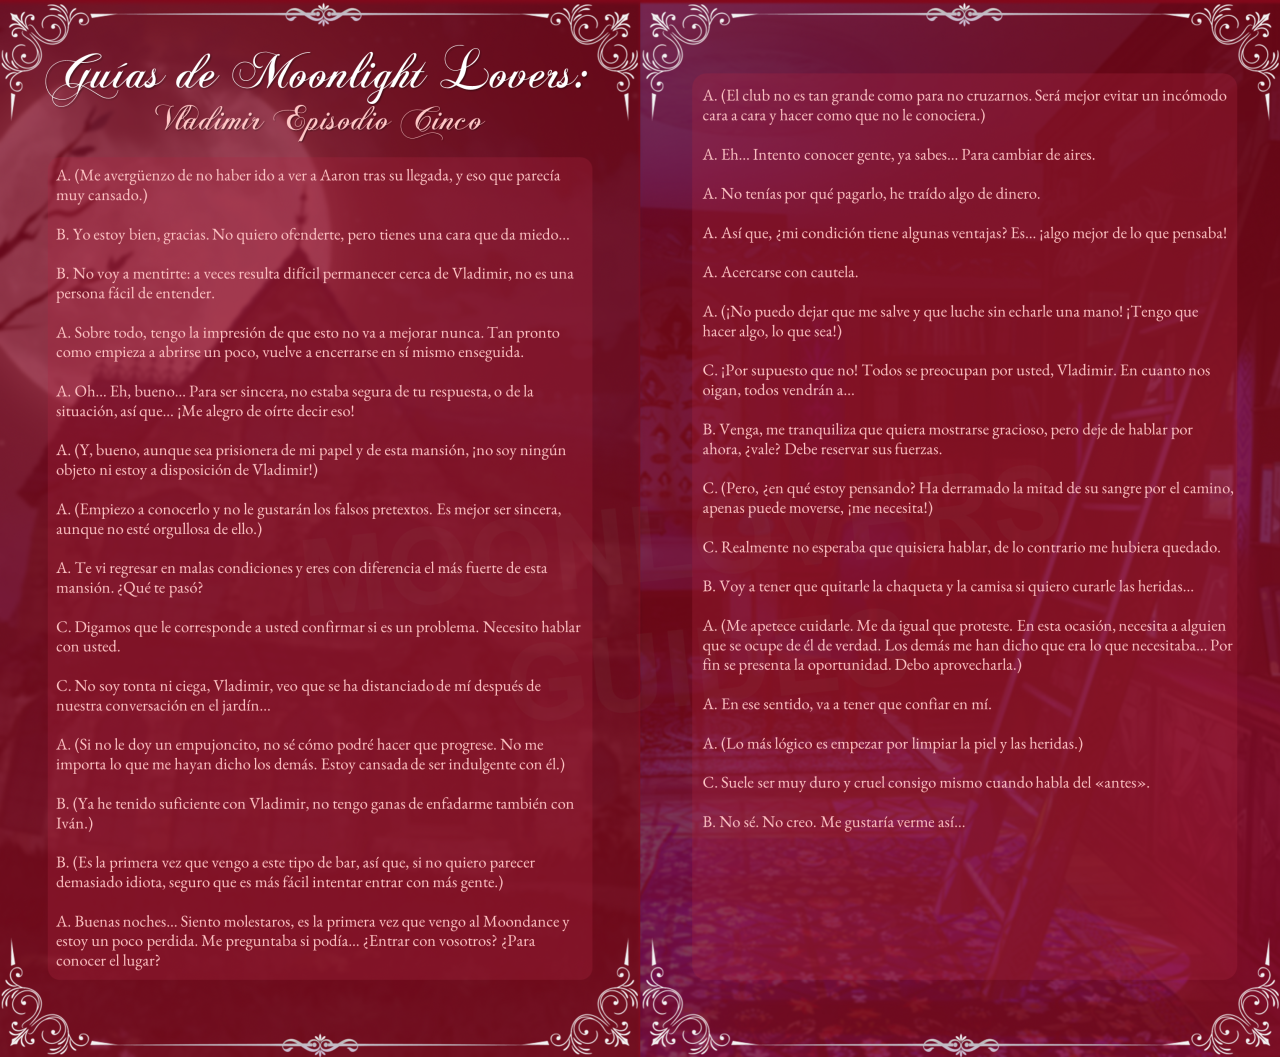 Guías de Moonlight Lovers:
Vladimir Episodio Cinco
A. (Me avergüenzo de no haber ido a ver a Aaron tras su llegada, y eso que parecía
muy cansado.)
B. Yo estoy bien, gracias. No quiero ofenderte, pero tienes una cara que da miedo...
B. No voy a mentirte: a veces resulta difícil permanecer cerca de Vladimir, no es una
persona fácil de entender.
A. Sobre todo, tengo la impresión de que esto no va a mejorar nunca. Tan pronto
como empieza a abrirse un poco, vuelve a encerrarse en sí mismo enseguida.
A. Oh... Eh, bueno... Para ser sincera, no estaba segura de tu respuesta, o de la
situación, así que... ¡Me alegro de oírte decir eso!
A. (Y, bueno, aunque sea prisionera de mi papel y de esta mansión, ¡no soy ningún
objeto ni estoy a disposición de Vladimir!)
A. (Empiezo a conocerlo y no le gustarán los falsos pretextos. Es mejor ser sincera,
aunque no esté orgullosa de ello.)
A. Te vi regresar en malas condiciones y eres con diferencia el más fuerte de esta
mansión. ¿Qué te pasó?
C. Digamos que le corresponde a usted confirmar si es un problema. Necesito hablar
con usted.
C. No soy tonta ni ciega, Vladimir, veo que se ha distanciado de mí después de
nuestra conversación en el jardín...
A. (Si no le doy un empujoncito, no sé cómo podré hacer que progrese. No me
importa lo que me hayan dicho los demás. Estoy cansada de ser indulgente con él.)
B. (Ya he tenido suficiente con Vladimir, no tengo ganas de enfadarme también con
Iván.)
B. (Es la primera vez que vengo a este tipo de bar, así que, si no quiero parecer
demasiado idiota, seguro que es más fácil intentar entrar con más gente.)
A. Buenas noches... Siento molestaros, es la primera vez que vengo al Moondance y
estoy un poco perdida. Me preguntaba si podía... ¿Entrar con vosotros? ¿Para
conocer el lugar?
A. (El club no es tan grande como para no cruzarnos. Será mejor evitar un incómodo
cara a cara y hacer como que no le conociera.)
A. Eh... Intento conocer gente, ya sabes... Para cambiar de aires.
A. No tenías por qué pagarlo, he traído algo de dinero.
A. Así que, ¿mi condición tiene algunas ventajas? Es... ¡algo mejor de lo que pensaba!
A. Acercarse con cautela.
A. (¡No puedo dejar que me salve y que luche sin echarle una mano! ¡Tengo que
hacer algo, lo que sea!)
C. ¡Por supuesto que no! Todos se preocupan por usted, Vladimir. En cuanto nos
oigan, todos vendrán a...
B. Venga, me tranquiliza que quiera mostrarse gracioso, pero deje de hablar por
ahora, ¿vale? Debe reservar sus fuerzas.
C. (Pero, ¿en qué estoy pensando? Ha derramado la mitad de su sangre por el camino,
apenas puede moverse, ¡me necesita!)
C. Realmente no esperaba que quisiera hablar, de lo contrario me hubiera quedado.
B. Voy a tener que quitarle la chaqueta y la camisa si quiero curarle las heridas...
A. (Me apetece cuidarle. Me da igual que proteste. En esta ocasión, necesita a alguien
que se ocupe de él de verdad. Los demás me han dicho que era lo que necesitaba... Por
fin se presenta la oportunidad. Debo aprovecharla.)
A. En ese sentido, va a tener que confiar en mí.
A. (Lo más lógico es empezar por limpiar la piel y las heridas.)
C. Suele ser muy duro y cruel consigo mismo cuando habla del «antes».
B. No sé. No creo. Me gustaría verme así...
MOONLOVERS
GUIDES